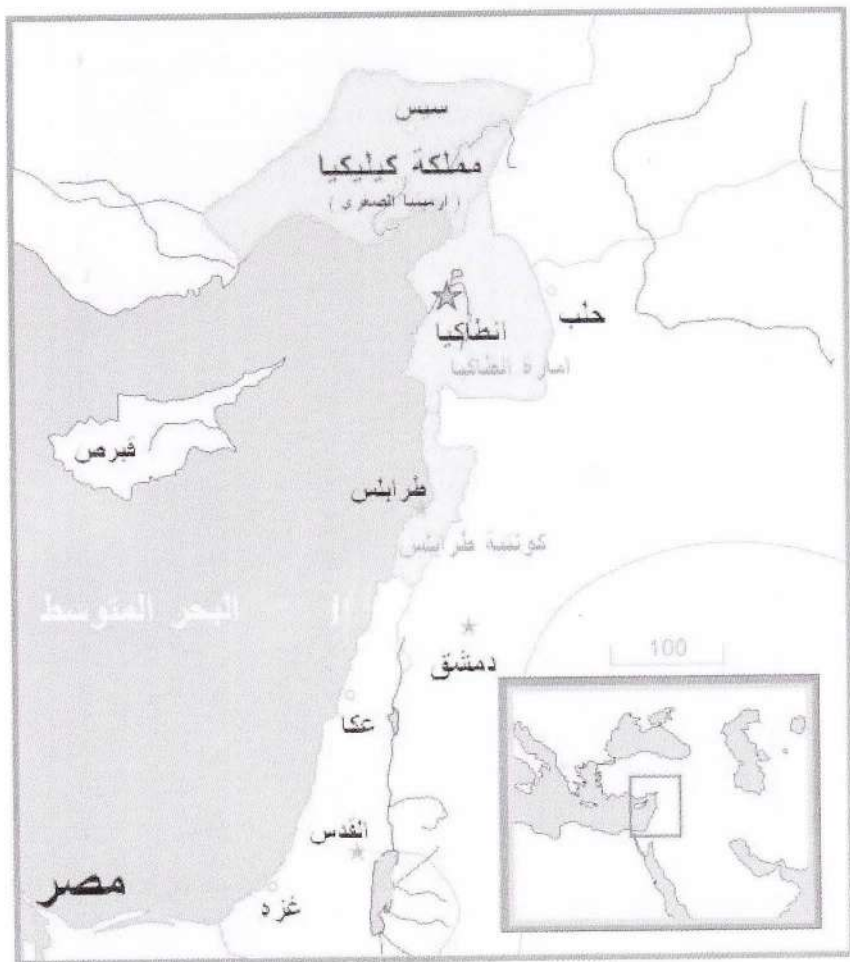 سيس
مملكة كيليكيا
( ارمينيا الصغرى )
حلب
انطاكيا
امارة انطاكيا
قبرص
طرابلس
كونتية طرابلس
البحر المتوسط
دمشق
100
عكا
القدس
مصر
غزه